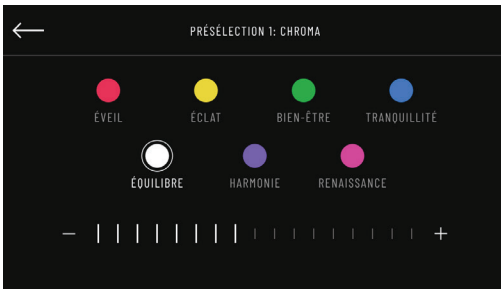 PRÉSÉLECTION 1: CHROMA
ÉVEIL ÉCLAT BIEN-ÊTRE TRANQUILLITÉ
ÉQUILIBRE HARMONIE RENAISSANCE
− +